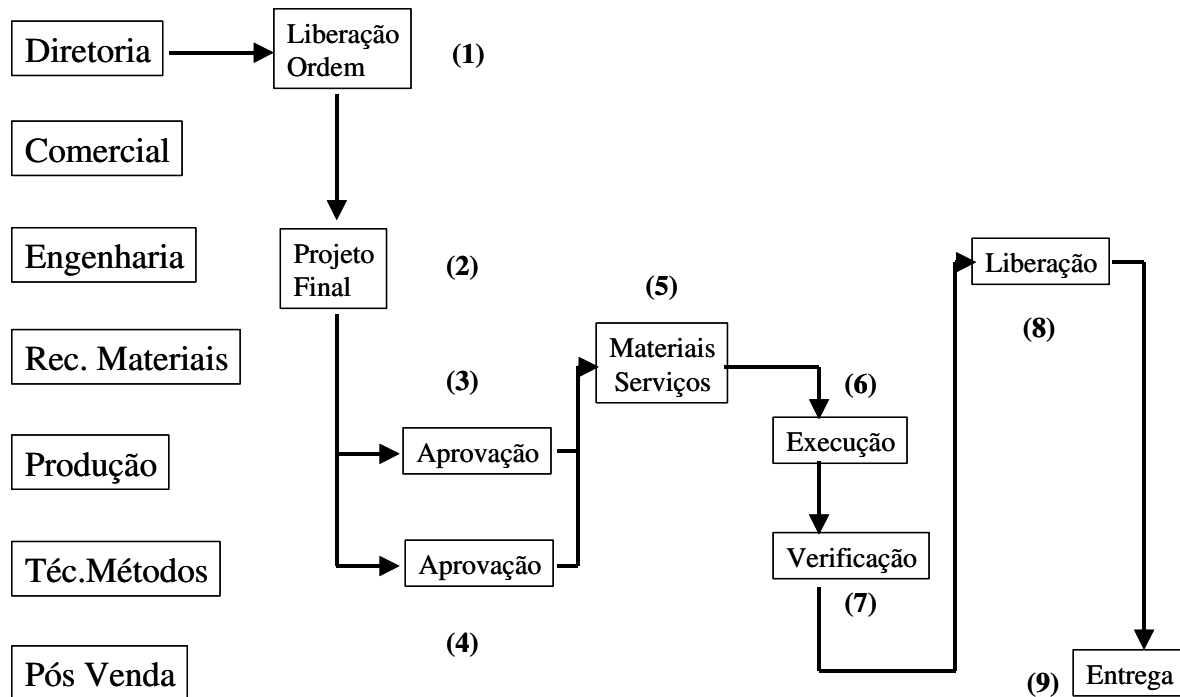 Diretoria
Liberação
Ordem
(1)
Comercial
Engenharia
Projeto
Final
(2)
Liberação
(5)
(8)
Rec. Materiais
Materiais
Serviços
(3)
(6)
Produção
Aprovação
Execução
Téc.Métodos
Aprovação
Verificação
(7)
(4)
Pós Venda
(9)
Entrega